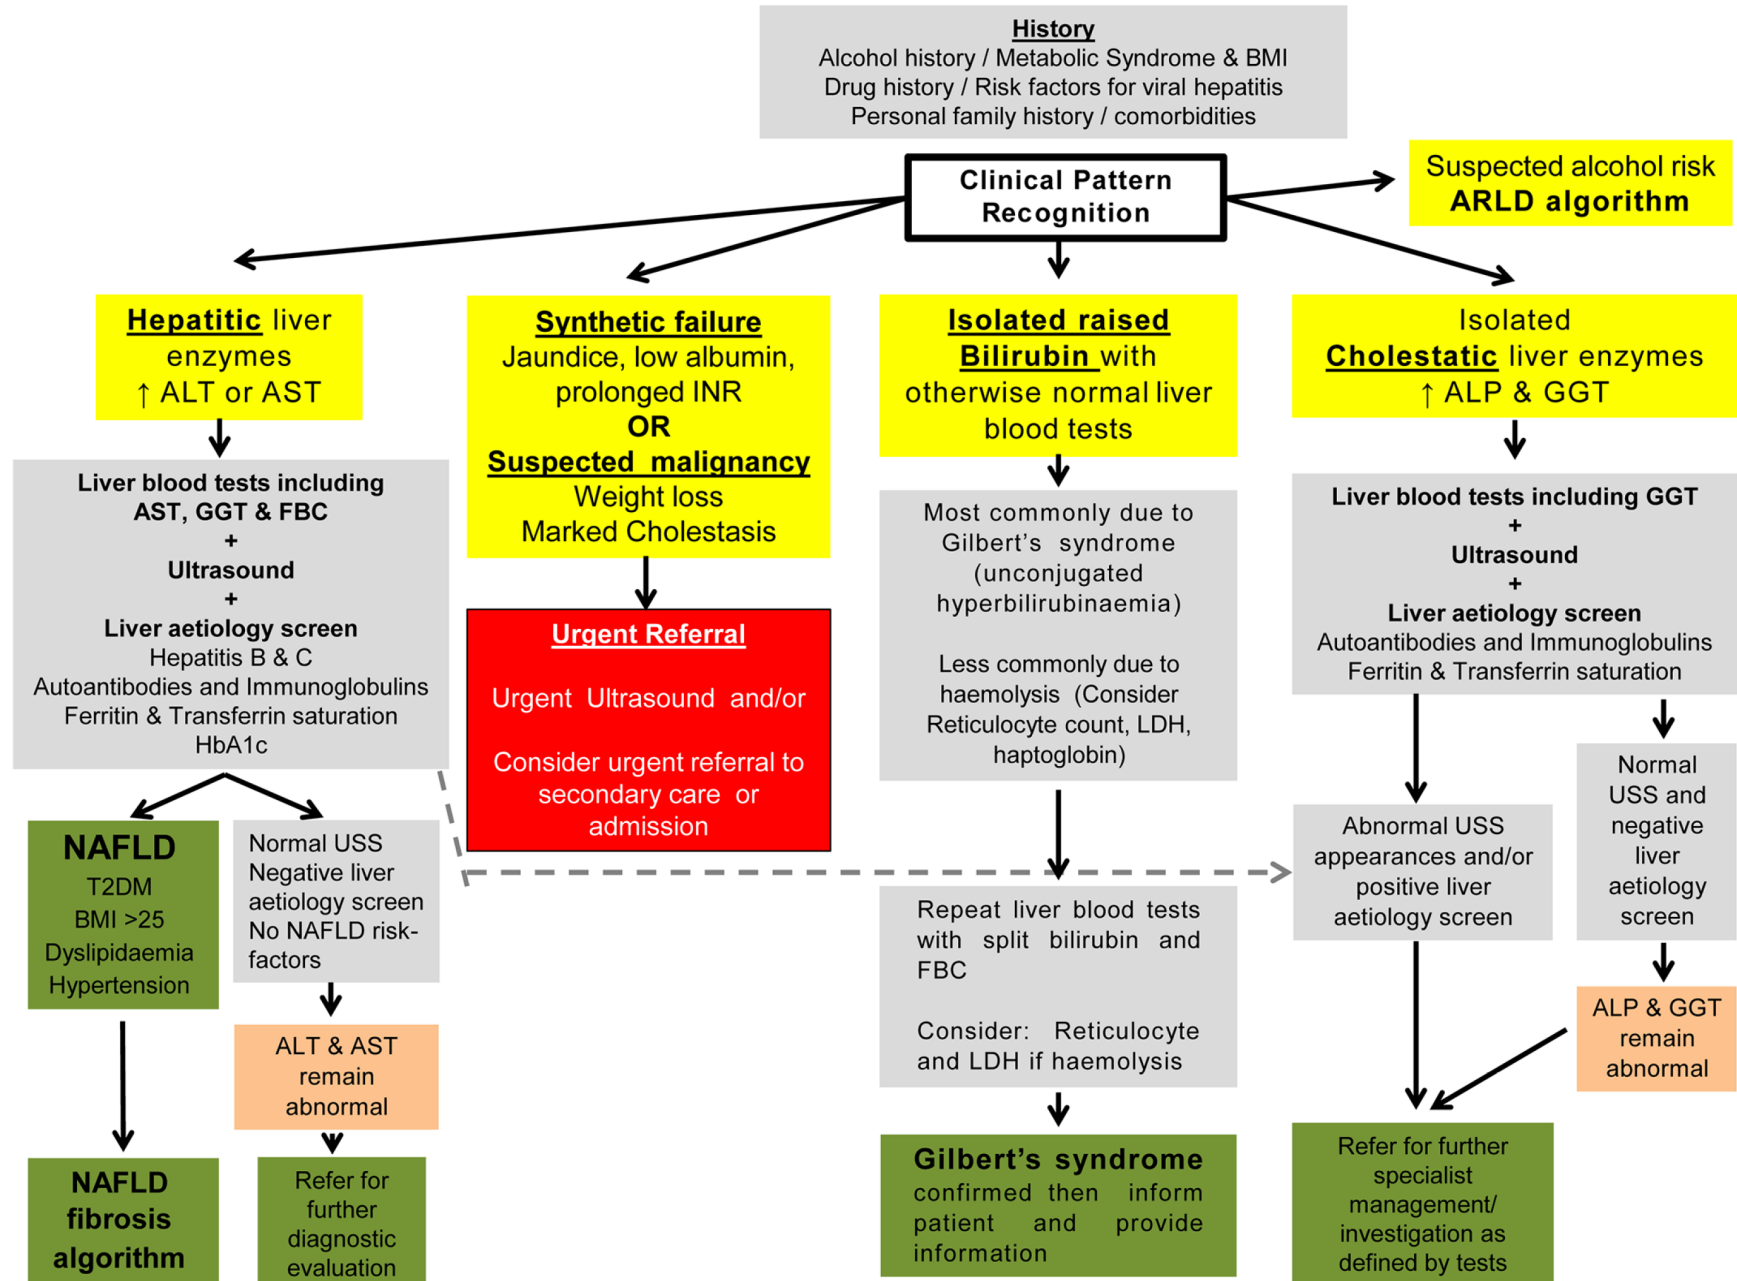 History
Alcohol history / Metabolic Syndrome & BMI
Drug history / Risk factors for viral hepatitis
Personal family history / comorbidities
Clinical Pattern
Recognition
Suspected alcohol risk
ARLD algorithm
Hepatitic liver
enzymes
↑ ALT or AST
Liver blood tests including
AST, GGT & FBC
+
Ultrasound
+
Liver aetiology screen
Hepatitis B & C
Autoantibodies and Immunoglobulins
Ferritin & Transferrin saturation
HbA1c
NAFLD
T2DM
BMI >25
Dyslipidaemia
Hypertension
NAFLD
fibrosis
algorithm
Normal USS
Negative liver
aetiology screen
No NAFLD risk-
factors
ALT & AST
remain
abnormal
Refer for
further
diagnostic
evaluation
Synthetic failure
Jaundice, low albumin,
prolonged INR
OR
Suspected malignancy
Weight loss
Marked Cholestasis
Urgent Referral
Urgent Ultrasound and/or
Consider urgent referral to
secondary care or
admission
Isolated raised
Bilirubin with
otherwise normal liver
blood tests
Most commonly due to
Gilbert's syndrome
(unconjugated
hyperbilirubinaemia)
Less commonly due to
haemolysis (Consider
Reticulocyte count, LDH,
haptoglobin)
Repeat liver blood tests
with split bilirubin and
FBC
Consider: Reticulocyte
and LDH if haemolysis
Gilbert's syndrome
confirmed then inform
patient and provide
information
Isolated
Cholestatic liver enzymes
↑ ALP & GGT
Liver blood tests including GGT
+
Ultrasound
+
Liver aetiology screen
Autoantibodies and Immunoglobulins
Ferritin & Transferrin saturation
Abnormal USS
appearances and/or
positive liver
aetiology screen
Normal
USS and
negative
liver
aetiology
screen
ALP & GGT
remain
abnormal
Refer for further
specialist
management/
investigation as
defined by tests